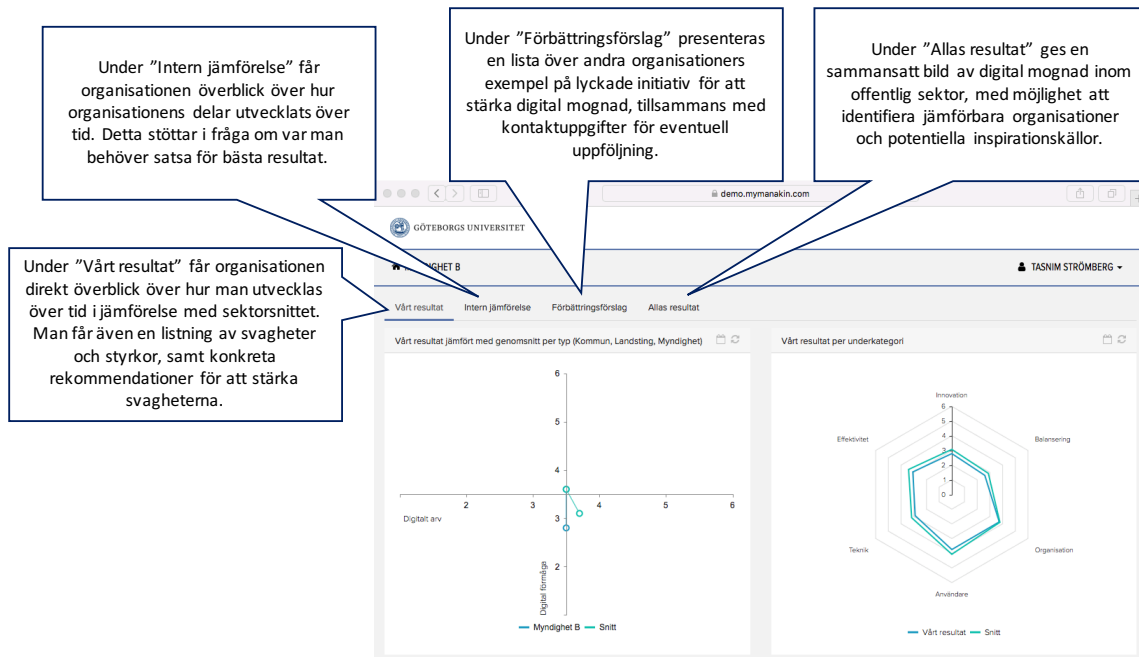 Under ”Intern jämförelse” får
organisationen överblick över hur
organisationens delar utvecklats över
tid. Detta stöttar i fråga om var man
behöver satsa för bästa resultat.
Under ”Förbättringsförslag” presenteras
en lista över andra organisationers
exempel på lyckade initiativ för att
stärka digital mognad, tillsammans med
kontaktuppgifter för eventuell
uppföljning.
Under ”Allas resultat” ges en
sammansatt bild av digital mognad inom
offentlig sektor, med möjlighet att
identifiera jämförbara organisationer
och potentiella inspirationskällor.
Under ”Vårt resultat” får organisationen
direkt överblick över hur man utvecklas
över tid i jämförelse med sektorsnittet.
Man får även en listning av svagheter
och styrkor, samt konkreta
rekommendationer för att stärka
svagheterna.
demo.mymanakin.com
GÖTEBORGS UNIVERSITET
GHET B
TASNIM STRÖMBERG
Vårt resultat
Intern jämförelse
Förbättringsförslag
Allas resultat
Vårt resultat jämfört med genomsnitt per typ (Kommun, Landsting, Myndighet)
6
5
4
2 3 4 5 6
Digitalt arv
3
2
Digital förmåga
Myndighet B Snitt
Vårt resultat per underkategori
Innovation
6
5
4
3
2
1
0
Effektivitet
Balansering
Teknik
Organisation
Användare
Vårt resultat Snitt